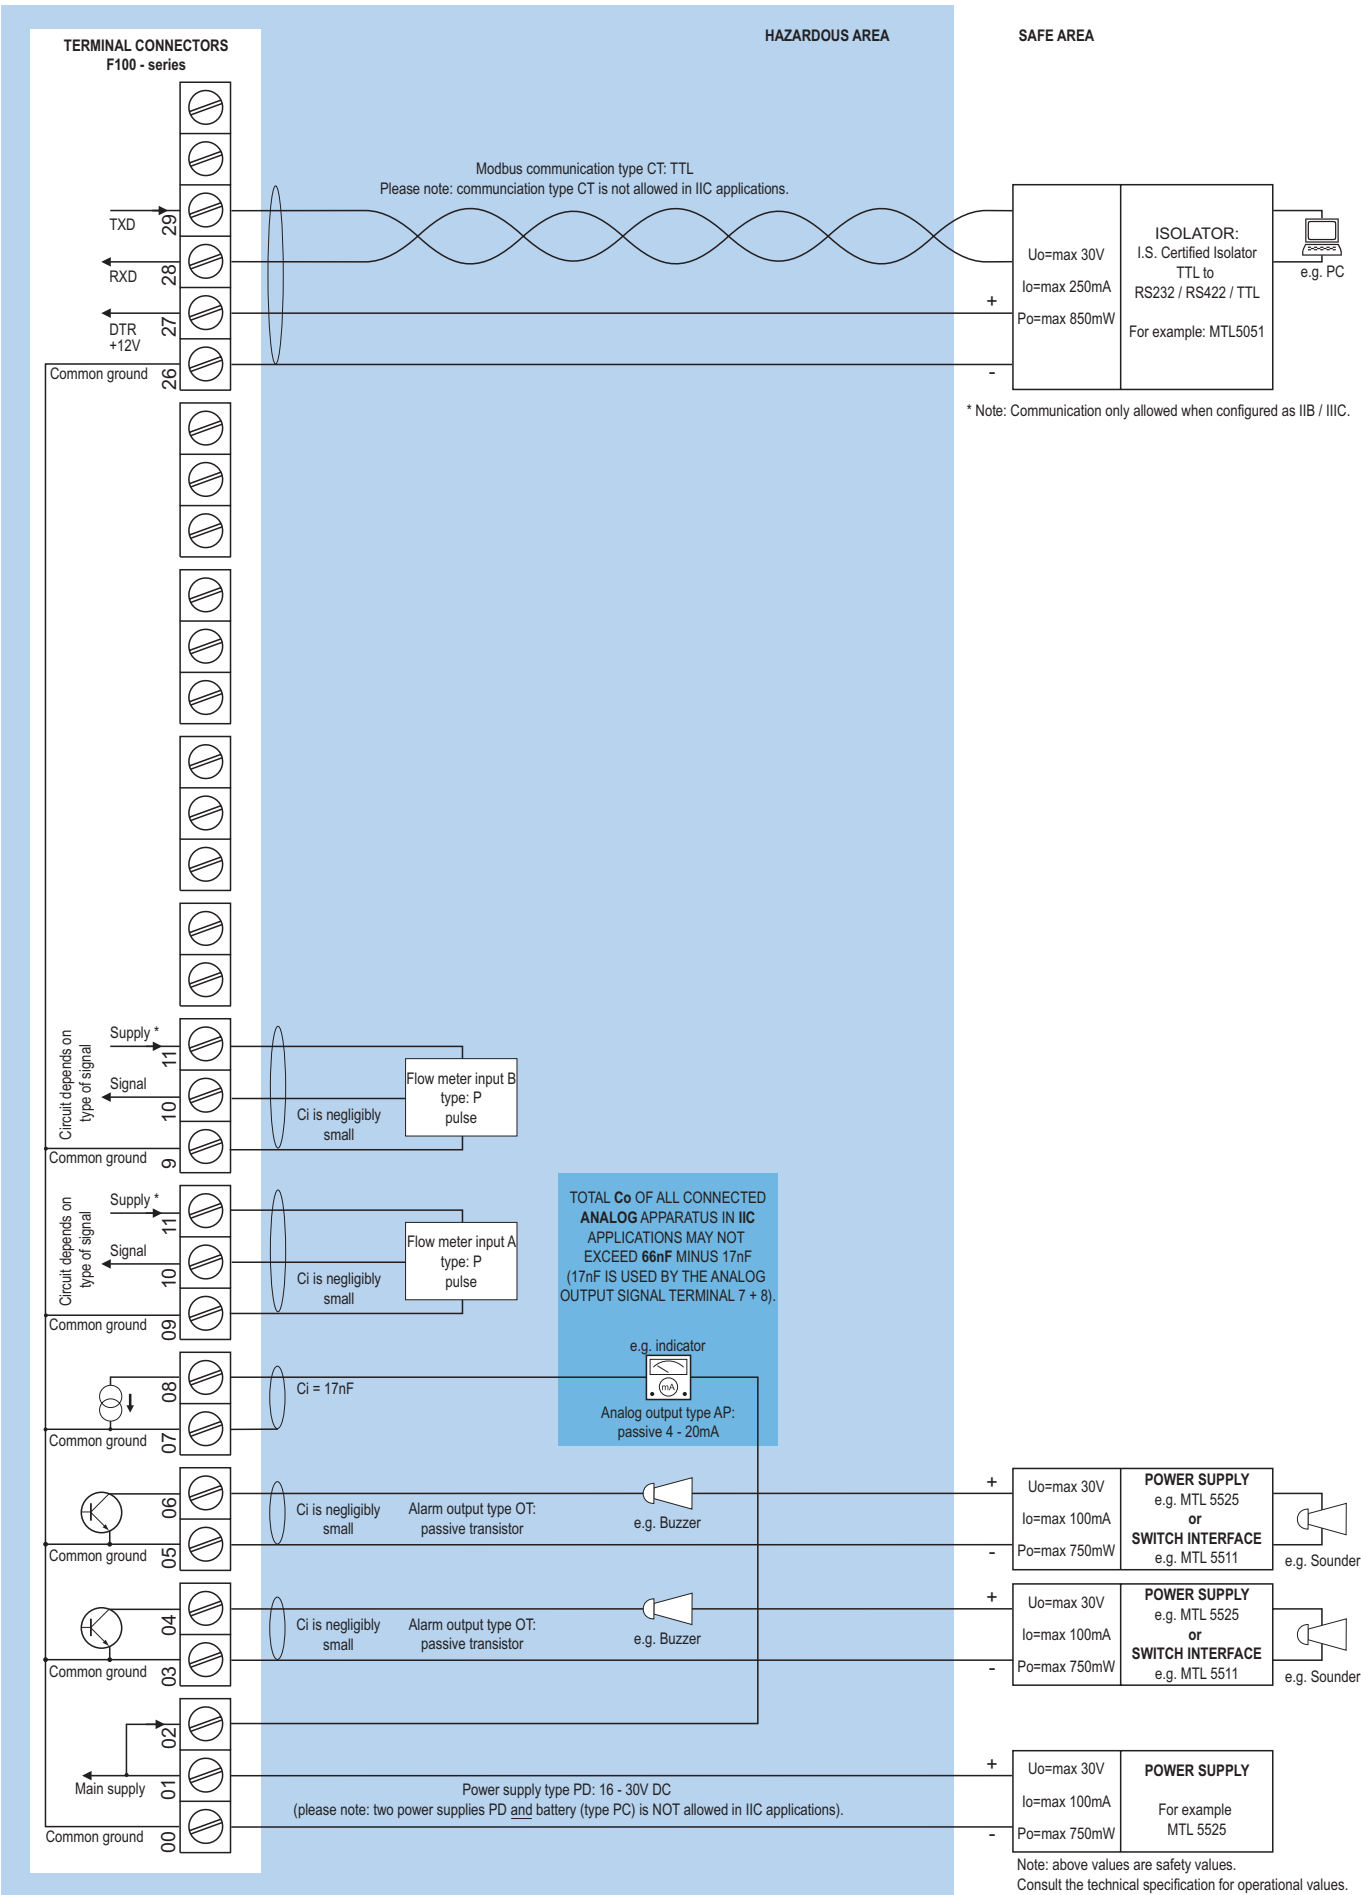 TERMINAL CONNECTORS
F100 - series
HAZARDOUS AREA
SAFE AREA
Modbus communication type CT: TTL
Please note: communciation type CT is not allowed in IIC applications.
TXD
29
RXD
28
DTR
+12V
27
Common ground
26
+
-
Uo=max 30V
Io=max 250mA
Po=max 850mW
ISOLATOR:
I.S. Certified Isolator
TTL to
RS232 / RS422 / TTL
For example: MTL5051
e.g. PC
* Note: Communication only allowed when configured as IIB / IIIC.
Circuit depends on
type of signal
Supply *
11
Signal
10
Common ground
9
Ci is negligibly
small
Flow meter input B
type: P
pulse
Circuit depends on
type of signal
Supply *
11
Signal
10
Common ground
09
Ci is negligibly
small
Flow meter input A
type: P
pulse
TOTAL Co OF ALL CONNECTED
ANALOG APPARATUS IN IIC
APPLICATIONS MAY NOT
EXCEED 66nF MINUS 17nF
(17nF IS USED BY THE ANALOG
OUTPUT SIGNAL TERMINAL 7 + 8).
e.g. indicator
mA
Analog output type AP:
passive 4 - 20mA
08
Ci = 17nF
Common ground
07
06
Ci is negligibly
small
Alarm output type OT:
passive transistor
e.g. Buzzer
Common ground
05
+
-
Uo=max 30V
Io=max 100mA
Po=max 750mW
POWER SUPPLY
e.g. MTL 5525
or
SWITCH INTERFACE
e.g. MTL 5511
e.g. Sounder
04
Ci is negligibly
small
Alarm output type OT:
passive transistor
e.g. Buzzer
Common ground
03
+
-
Uo=max 30V
Io=max 100mA
Po=max 750mW
POWER SUPPLY
e.g. MTL 5525
or
SWITCH INTERFACE
e.g. MTL 5511
e.g. Sounder
02
Main supply
01
Common ground
00
Power supply type PD: 16 - 30V DC
(please note: two power supplies PD and battery (type PC) is NOT allowed in IIC applications).
+
-
Uo=max 30V
Io=max 100mA
Po=max 750mW
POWER SUPPLY
For example
MTL 5525
Note: above values are safety values.
Consult the technical specification for operational values.